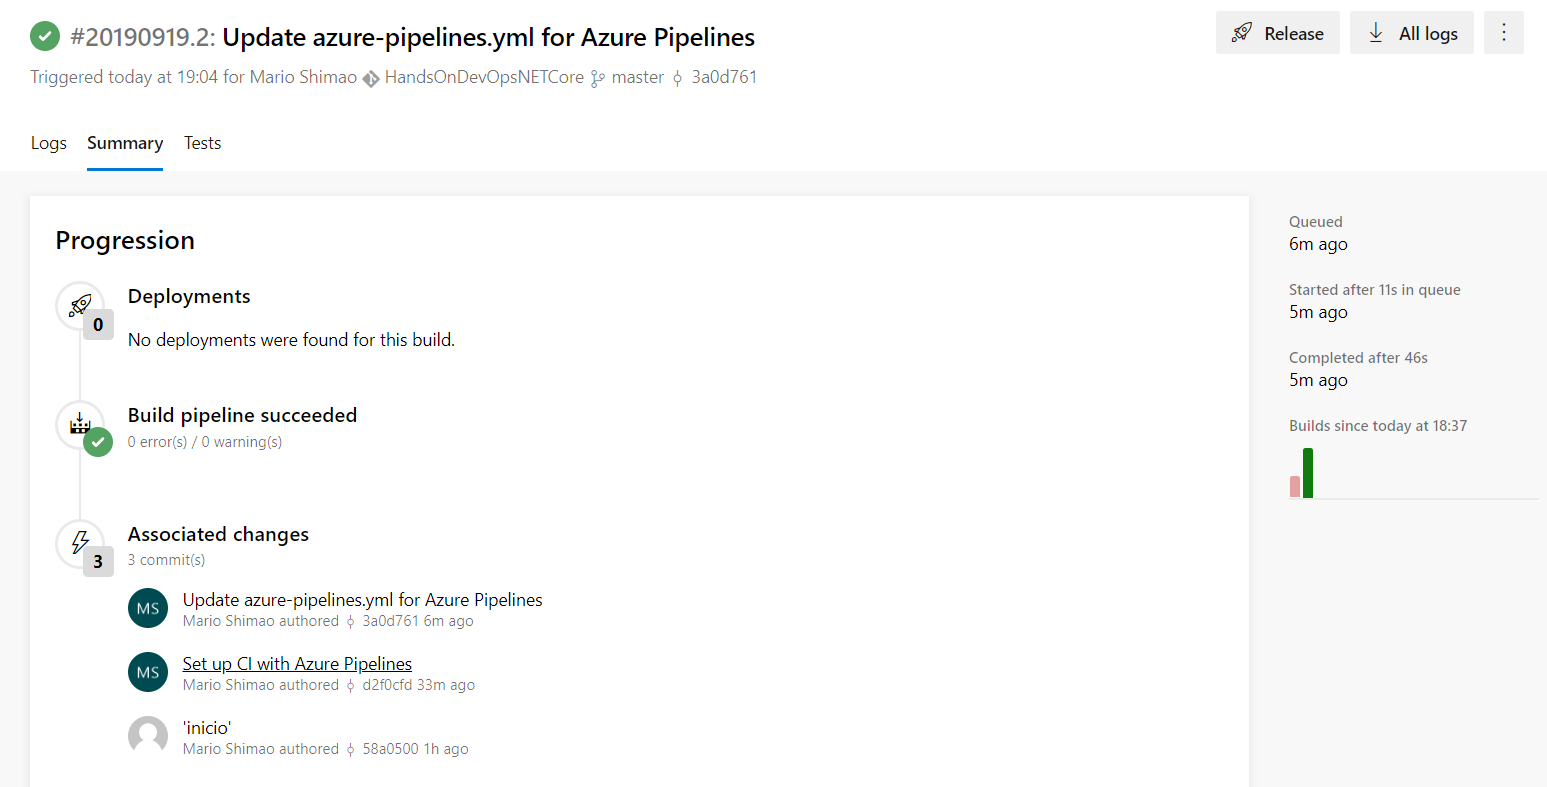 #20190919.2: Update azure-pipelines.yml for Azure Pipelines
Release
All logs
Triggered today at 19:04 for Mario Shimao HandsOnDevOpsNETCore master 3a0d761
Logs Summary Tests
Progression
Deployments
0
No deployments were found for this build.
Build pipeline succeeded
0 error(s) / 0 warning(s)
Associated changes
3
3 commit(s)
MS
Update azure-pipelines.yml for Azure Pipelines
Mario Shimao authored 3a0d761 6m ago
MS
Set up CI with Azure Pipelines
Mario Shimao authored d2f0cfd 33m ago
'inicio'
Mario Shimao authored 58a0500 1h ago
Queued
6m ago
Started after 11s in queue
5m ago
Completed after 46s
5m ago
Builds since today at 18:37